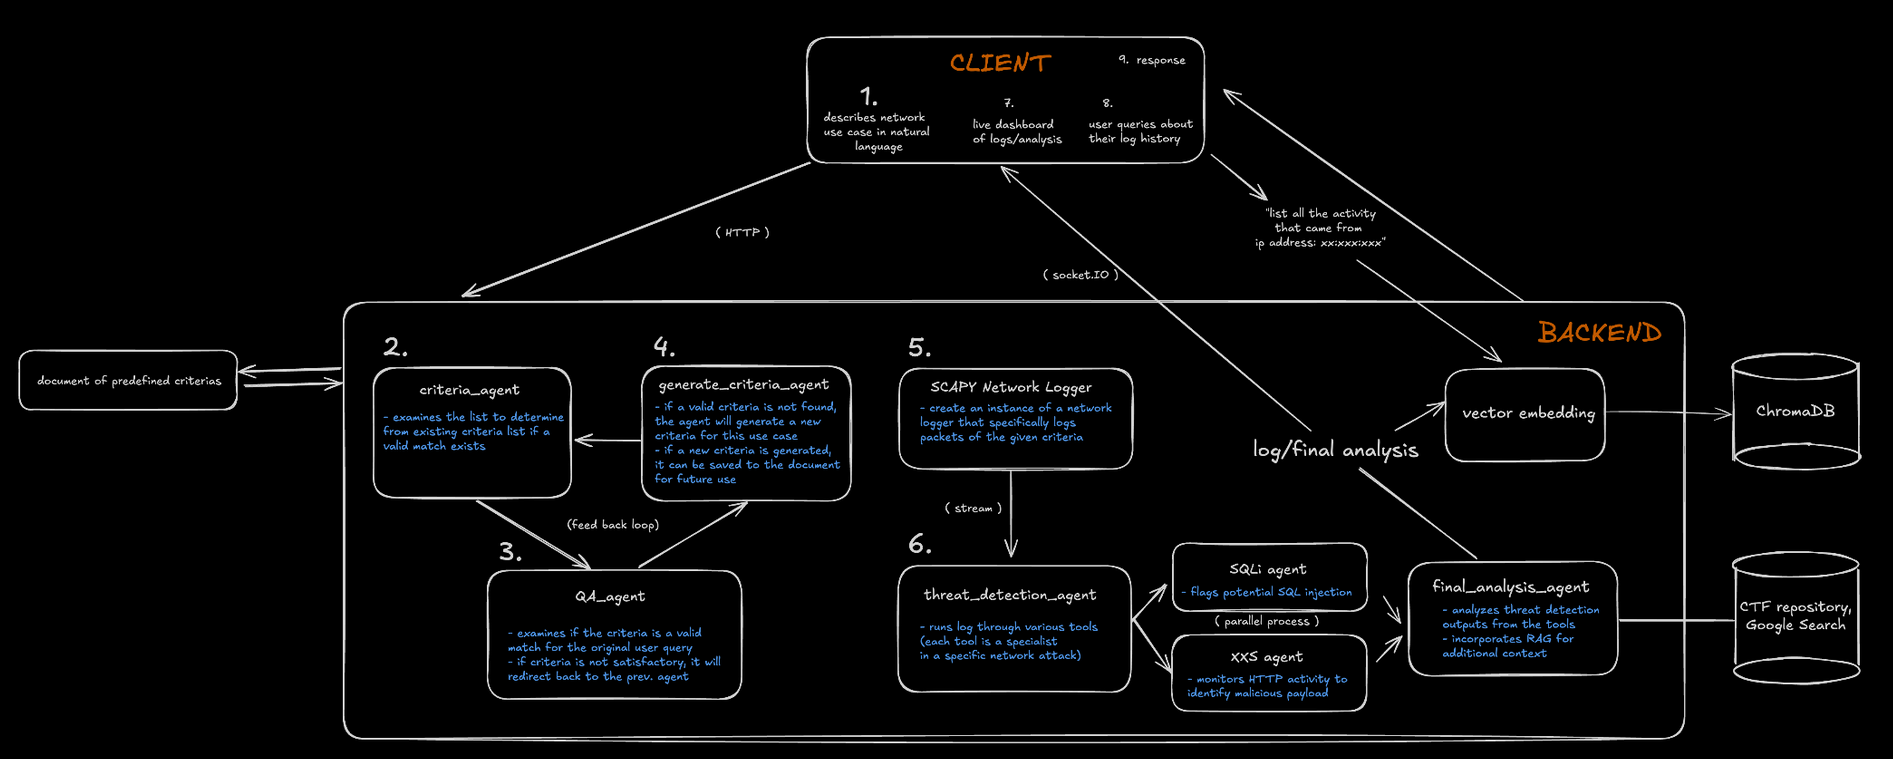 CLIENT
9. response
1.
describes network
use case in natural
language
7.
live dashboard
of logs/analysis
8.
user queries about
their log history
( HTTP )
( socket.IO )
"list all the activity
that came from
ip address: xx:xxx:xxx"
BACKEND
document of predefined criterias
2.
criteria_agent
- examines the list to determine
from existing criteria list if a
valid match exists
4.
generate_criteria_agent
- if a valid criteria is not found,
the agent will generate a new
criteria for this use case
- if a new criteria is generated,
it can be saved to the document
for future use
(feed back loop)
3.
QA_agent
- examines if the criteria is a valid
match for the original user query
- if criteria is not satisfactory, it will
redirect back to the prev. agent
5.
SCAPY Network Logger
- create an instance of a network
logger that specifically logs
packets of the given criteria
( stream )
6.
threat_detection_agent
- runs log through various tools
(each tool is a specialist
in a specific network attack)
SQLi agent
- flags potential SQL injection
( parallel process )
XXS agent
- monitors HTTP activity to
identify malicious payload
final_analysis_agent
- analyzes threat detection
outputs from the tools
- incorporates RAG for
additional context
log/final analysis
vector embedding
ChromaDB
CTF repository,
Google Search